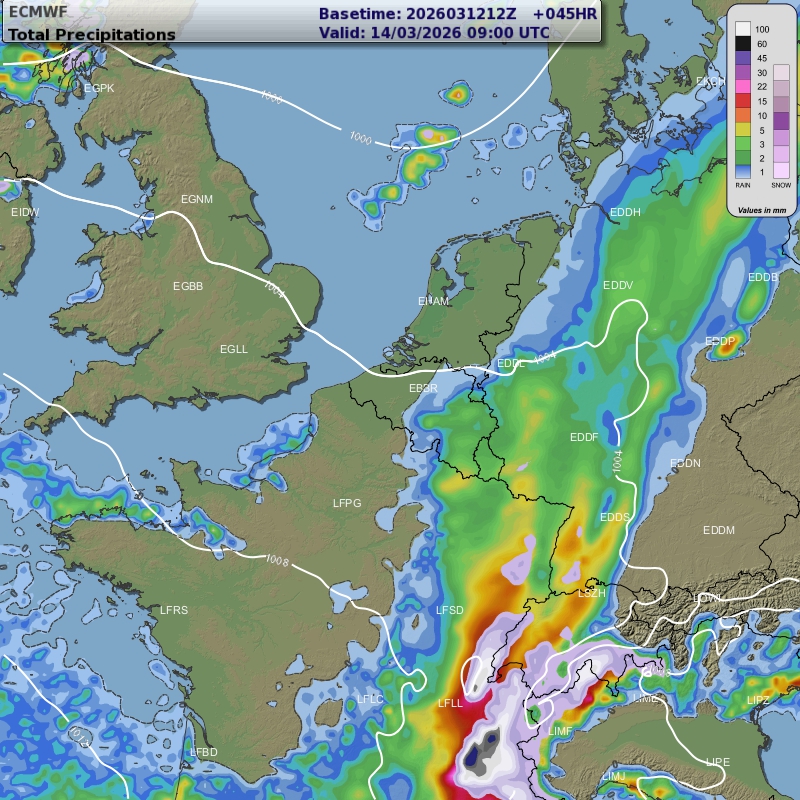 ECMWF
Basetime: 2026031212Z +045HR
Total Precipitations
Valid: 14/03/2026 09:00 UTC
100
60
45
30
22
15
10
5
3
2
1
RAIN
SNOW
Values in mm
EGPK
1000
1000
EIDW
EGNM
EDDH
EGBB
1004
EHAM
EDDV
EDDB
EGLL
EDDP
EDDL
1004
EBBR
EDDF
1004
EDDN
LFPG
EDDS
EDDM
1008
LFRS
LFSD
LSZH
LFLC
LFLL
LIPZ
LFBD
LIMF
LIPE
LIMJ